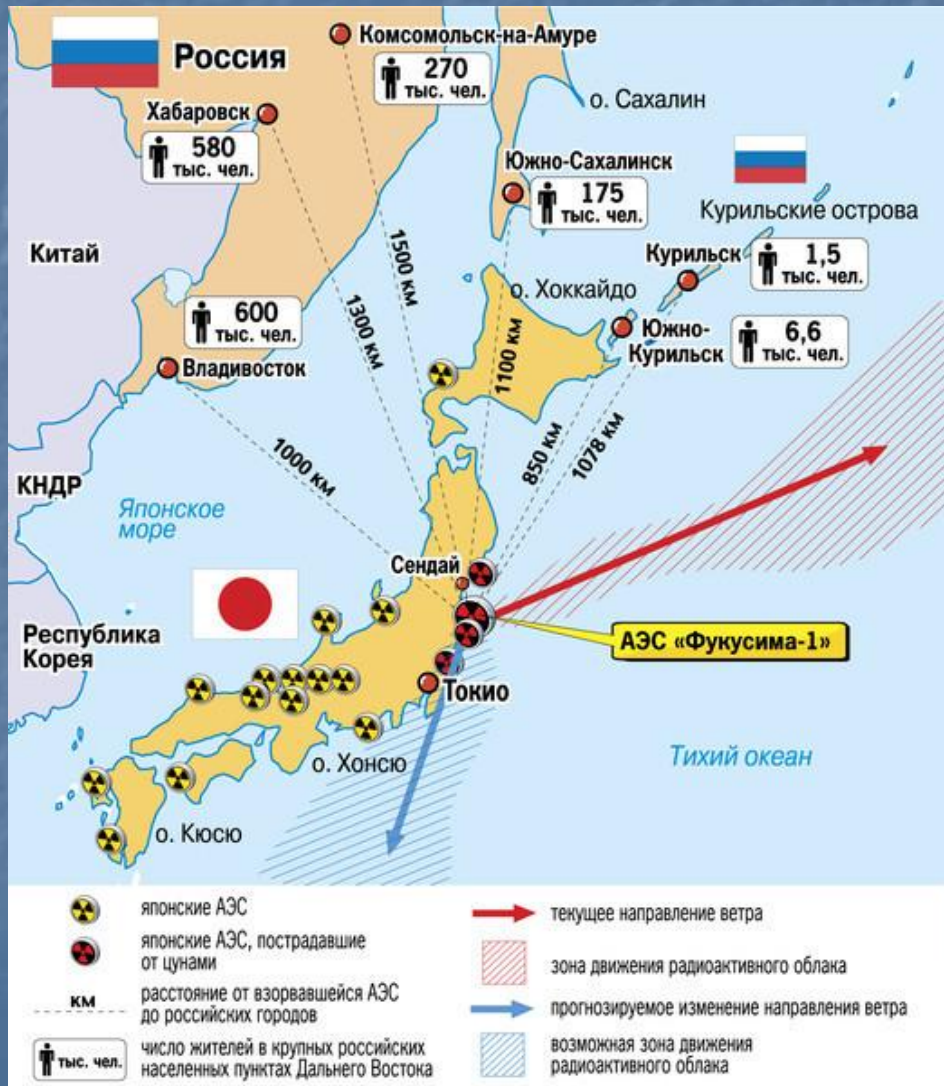 Россия
Комсомольск-на-Амуре
270
тыс. чел.
Хабаровск
580
тыс. чел.
о. Сахалин
Южно-Сахалинск
175
тыс. чел.
Курильские острова
Китай
Курильск
1,5
тыс. чел.
1500 км
1300 км
о. Хоккайдо
600
тыс. чел.
Южно-
Курильск
6,6
тыс. чел.
Владивосток
1100 км
1000 км
850 км
1078 км
КНДР
Японское
море
Сендай
Республика
Корея
АЭС «Фукусима-1»
Токио
Тихий океан
о. Хонсю
о. Кюсю
японские АЭС
японские АЭС, пострадавшие
от цунами
км
расстояние от взорвавшейся АЭС
до российских городов
тыс. чел.
число жителей в крупных российских
населенных пунктах Дальнего Востока
текущее направление ветра
зона движения радиоактивного облака
прогнозируемое изменение направления ветра
возможная зона движения
радиоактивного облака